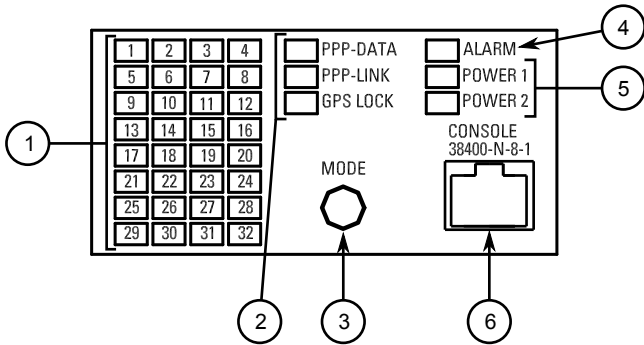 1 2 3 4 PPP-DATA ALARM 4
5 6 7 8 PPP-LINK POWER 1 5
9 10 11 12 GPS LOCK POWER 2
1 13 14 15 16 CONSOLE
17 18 19 20 38400-N-8-1
21 22 23 24 MODE
25 26 27 28
29 30 31 32
2 3 6